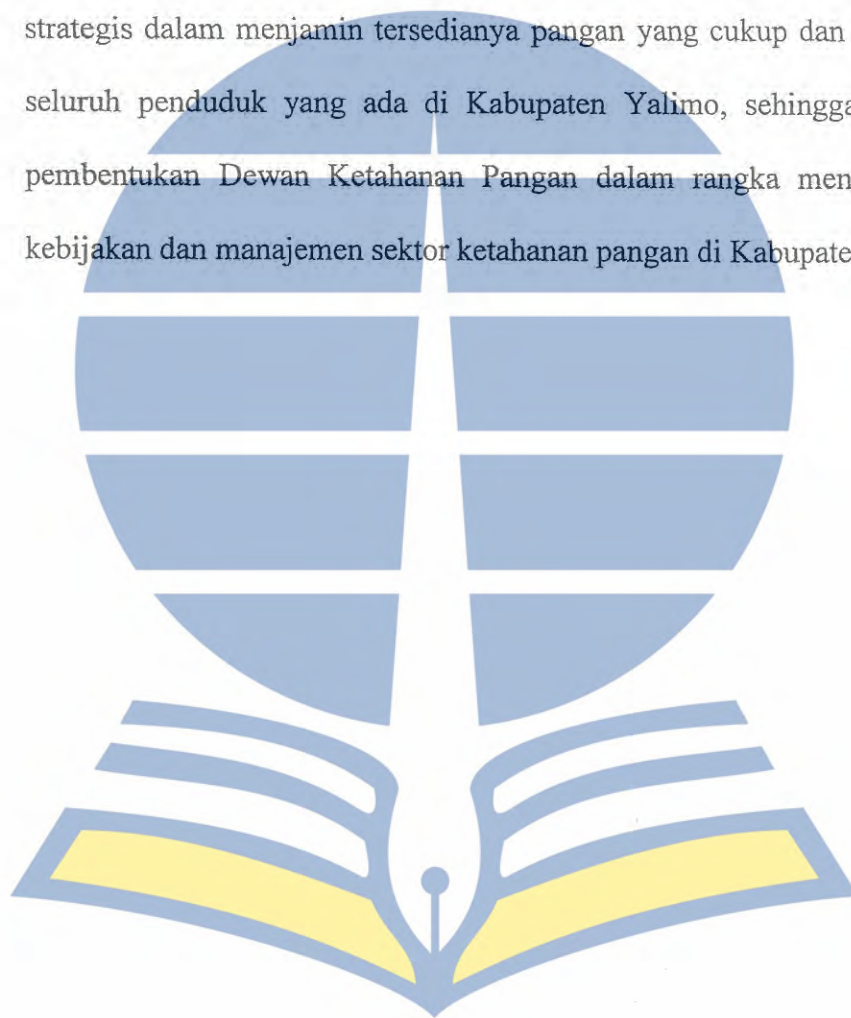 strategis dalam menjamin tersedianya pangan yang cukup dan
seluruh penduduk yang ada di Kabupaten Yalimo, sehingga
pembentukan Dewan Ketahanan Pangan dalam rangka men
kebijakan dan manajemen sektor ketahanan pangan di Kabupate